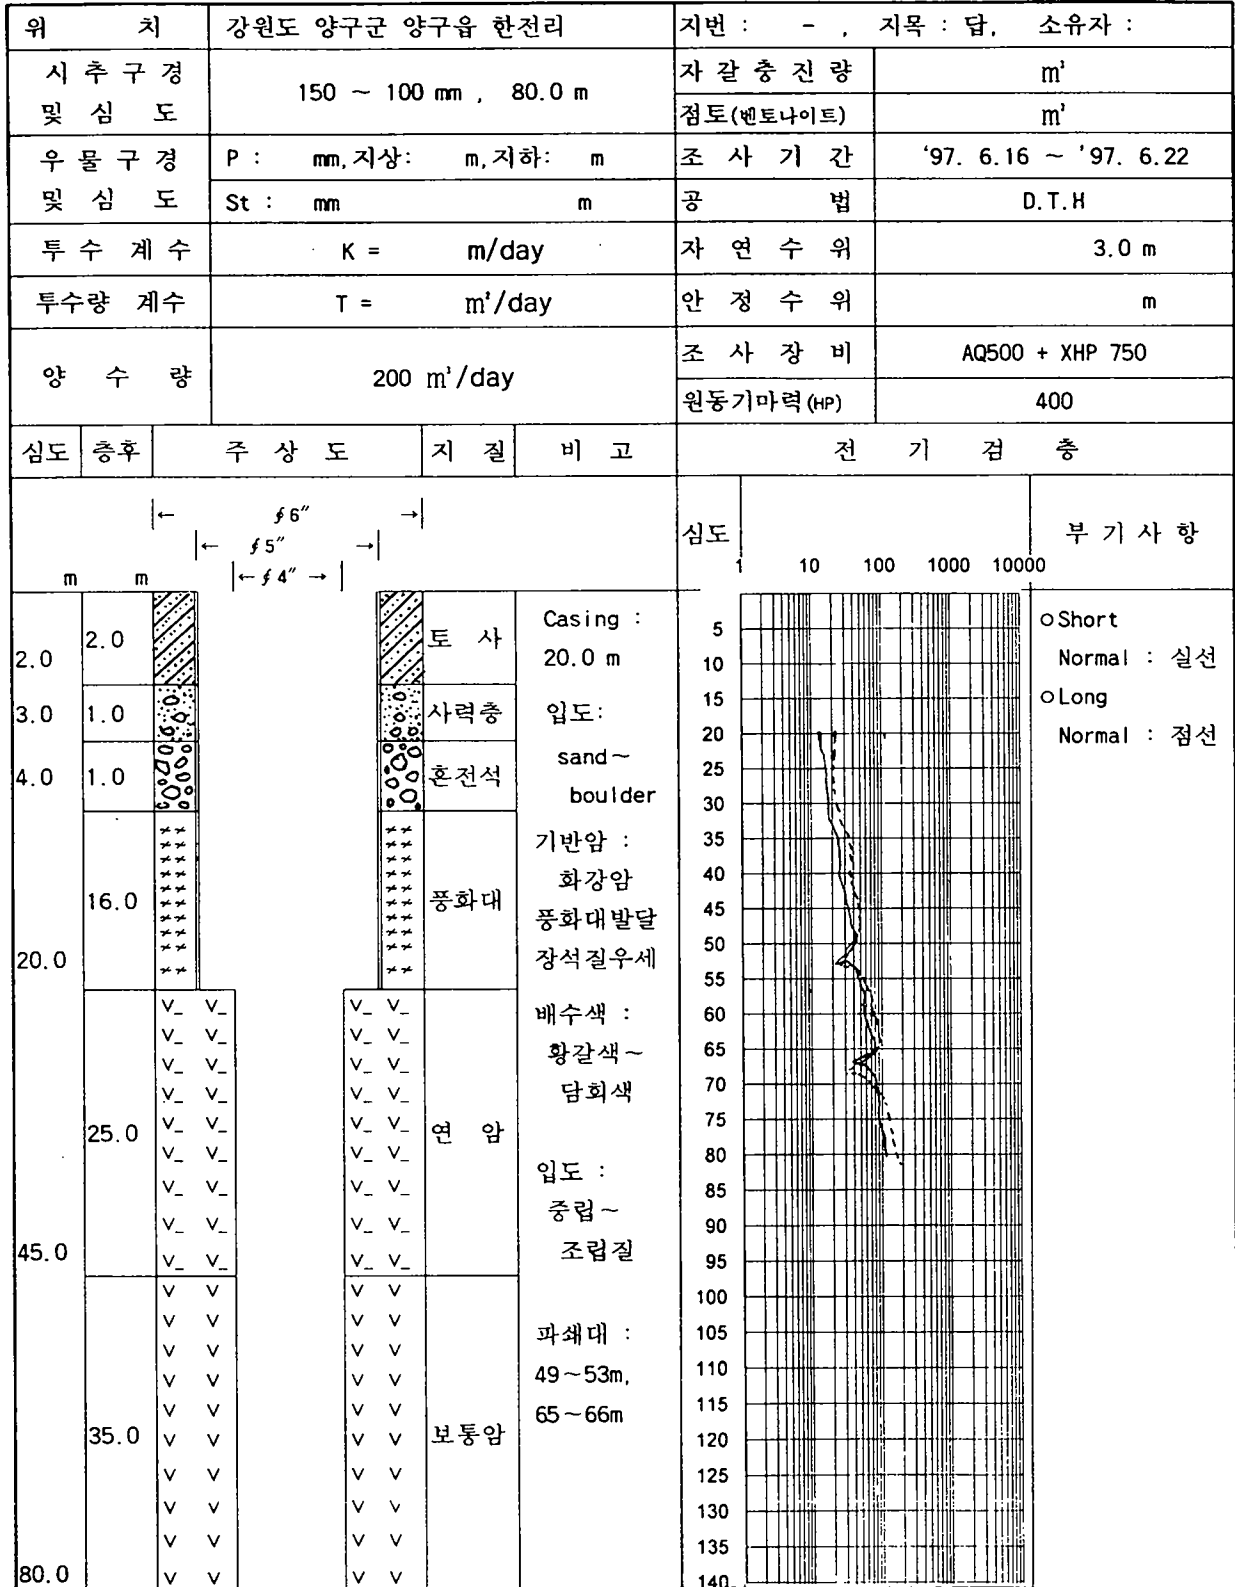 위 치 강원도 양구군 양구읍 한전리 지번 : - , 지목 : 답, 소유자 :
시 추 구 경 및 심 도 150 ~ 100 mm , 80.0 m 자 갈 충 진 량 m³
점토(벤토나이트) m³
우 물 구 경 및 심 도 P : mm,지상: m,지하: m 조 사 기 간 '97. 6.16 ~ '97. 6.22
St : mm m 공 법 D.T.H
투 수 계 수 K = m/day 자 연 수 위 3.0 m
투수량 계수 T = m²/day 안 정 수 위 m
양 수 량 200 m³/day 조 사 장 비 AQ500 + XHP 750
원동기마력(HP) 400
심도 층후 주 상 도 지 질 비 고 전 기 검 층
m m
← ∮6″ →
← ∮5″ →
← ∮4″ →
2.0 2.0 토 사
3.0 1.0 사력층
4.0 1.0 혼전석
20.0 16.0 풍화대
45.0 25.0 연 암
80.0 35.0 보통암
Casing :
20.0 m
입도:
sand~
boulder
기반암 :
화강암
풍화대발달
장석질우세
배수색 :
황갈색~
담회색
입도 :
중립~
조립질
파쇄대 :
49~53m,
65~66m
심도 부 기 사 항
1 10 100 1000 10000
5
10
15
20
25
30
35
40
45
50
55
60
65
70
75
80
85
90
95
100
105
110
115
120
125
130
135
140
○Short
Normal : 실선
○Long
Normal : 점선